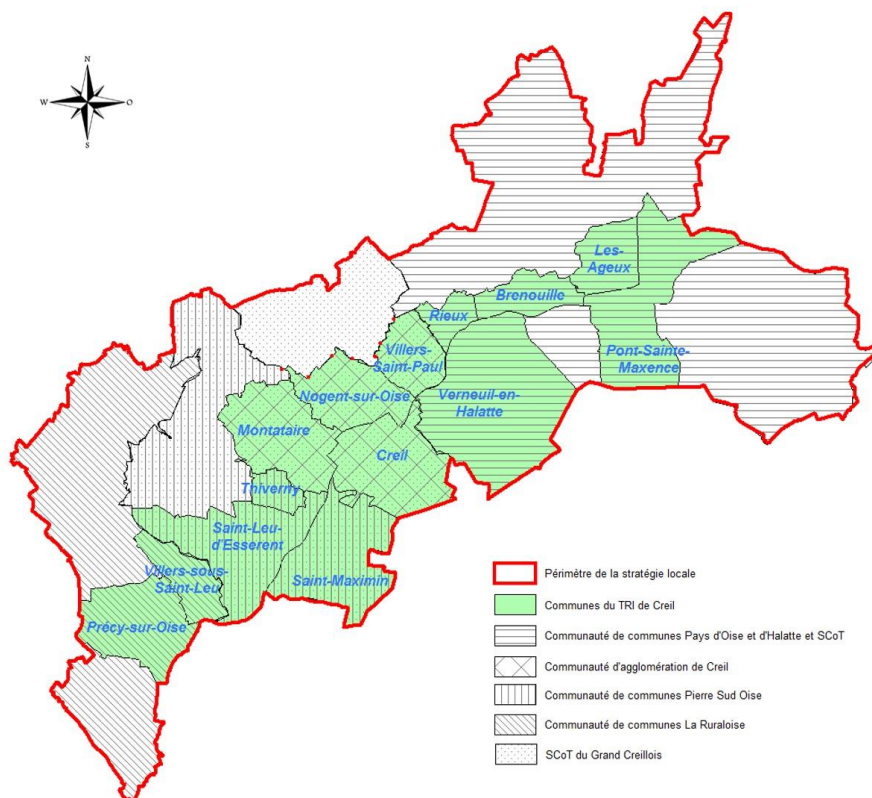 N
W
O
S
Les-
Ageux
Brenouille
Rieux
Villers-
Saint-Paul
Pont-Sainte-
Maxence
Nogent-sur-Oise
Verneuil-en-
Halatte
Montataire
Creil
Thiverny
Saint-Leu-
d'Esserent
Villers-sous-
Saint-Leu
Saint-Maximin
Précy-sur-Oise
Périmètre de la stratégie locale
Communes du TRI de Creil
Communauté de communes Pays d'Oise et d'Halatte et SCoT
Communauté d'agglomération de Creil
Communauté de communes Pierre Sud Oise
Communauté de communes La Ruraloise
SCoT du Grand Creillois